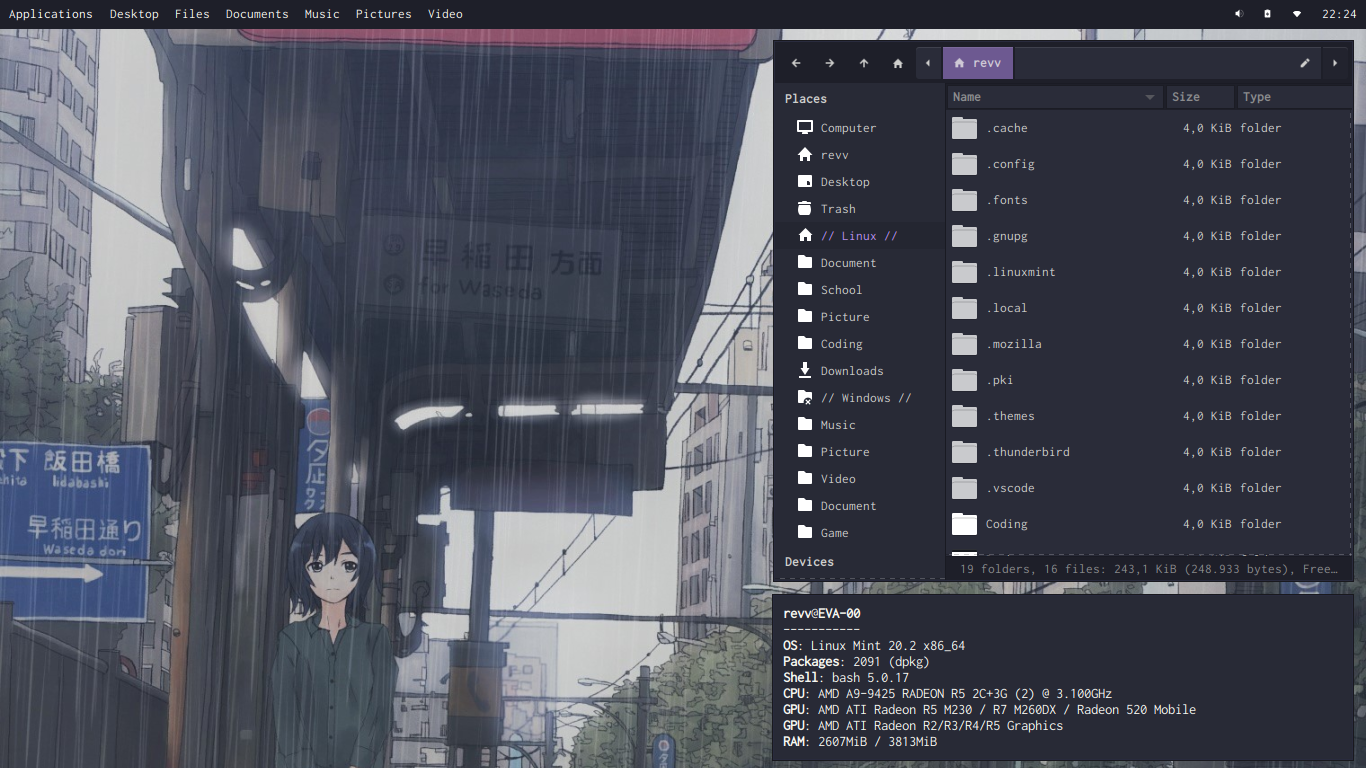 Applications Desktop Files Documents Music Pictures Video 22:24
早稲田 方面
for Waseda
下 飯田橋
hita Iidabashi
早稲田通り
Waseda dori
revv
Places
Computer
revv
Desktop
Trash
// Linux //
Document
School
Picture
Coding
Downloads
// Windows //
Music
Picture
Video
Document
Game
Devices
Name Size Type
.cache 4,0 KiB folder
.config 4,0 KiB folder
.fonts 4,0 KiB folder
.gnupg 4,0 KiB folder
.linuxmint 4,0 KiB folder
.local 4,0 KiB folder
.mozilla 4,0 KiB folder
.pki 4,0 KiB folder
.themes 4,0 KiB folder
.thunderbird 4,0 KiB folder
.vscode 4,0 KiB folder
Coding 4,0 KiB folder
19 folders, 16 files: 243,1 KiB (248.933 bytes), Free…
revv@EVA-00
-----------
OS: Linux Mint 20.2 x86_64
Packages: 2091 (dpkg)
Shell: bash 5.0.17
CPU: AMD A9-9425 RADEON R5 2C+3G (2) @ 3.100GHz
GPU: AMD ATI Radeon R5 M230 / R7 M260DX / Radeon 520 Mobile
GPU: AMD ATI Radeon R2/R3/R4/R5 Graphics
RAM: 2607MiB / 3813MiB